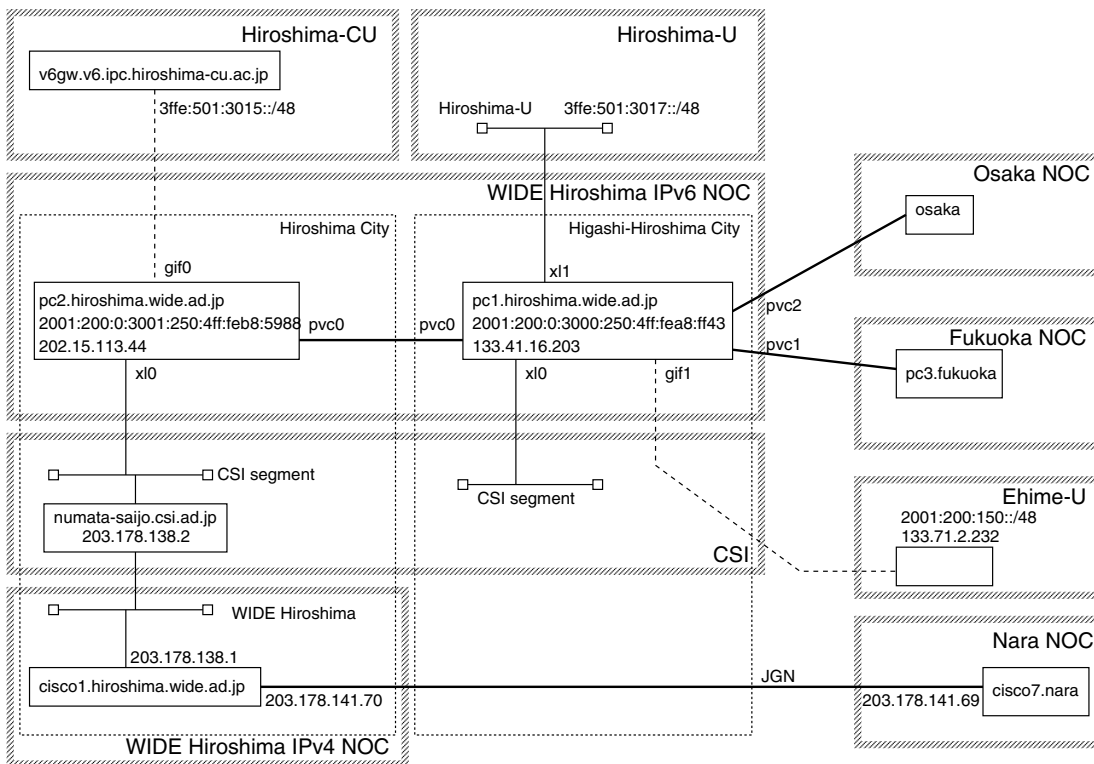 Hiroshima-CU
v6gw.v6.ipc.hiroshima-cu.ac.jp
3ffe:501:3015::/48
Hiroshima-U
Hiroshima-U 3ffe:501:3017::/48
WIDE Hiroshima IPv6 NOC
Hiroshima City
gif0
pc2.hiroshima.wide.ad.jp
2001:200:0:3001:250:4ff:feb8:5988
202.15.113.44
pvc0
xl0
Higashi-Hiroshima City
xl1
pvc0
pc1.hiroshima.wide.ad.jp
2001:200:0:3000:250:4ff:fea8:ff43
133.41.16.203
xl0
gif1
pvc2
pvc1
Osaka NOC
osaka
Fukuoka NOC
pc3.fukuoka
CSI segment
numata-saijo.csi.ad.jp
203.178.138.2
CSI segment
CSI
Ehime-U
2001:200:150::/48
133.71.2.232
WIDE Hiroshima
203.178.138.1
cisco1.hiroshima.wide.ad.jp
203.178.141.70
WIDE Hiroshima IPv4 NOC
JGN
Nara NOC
203.178.141.69
cisco7.nara